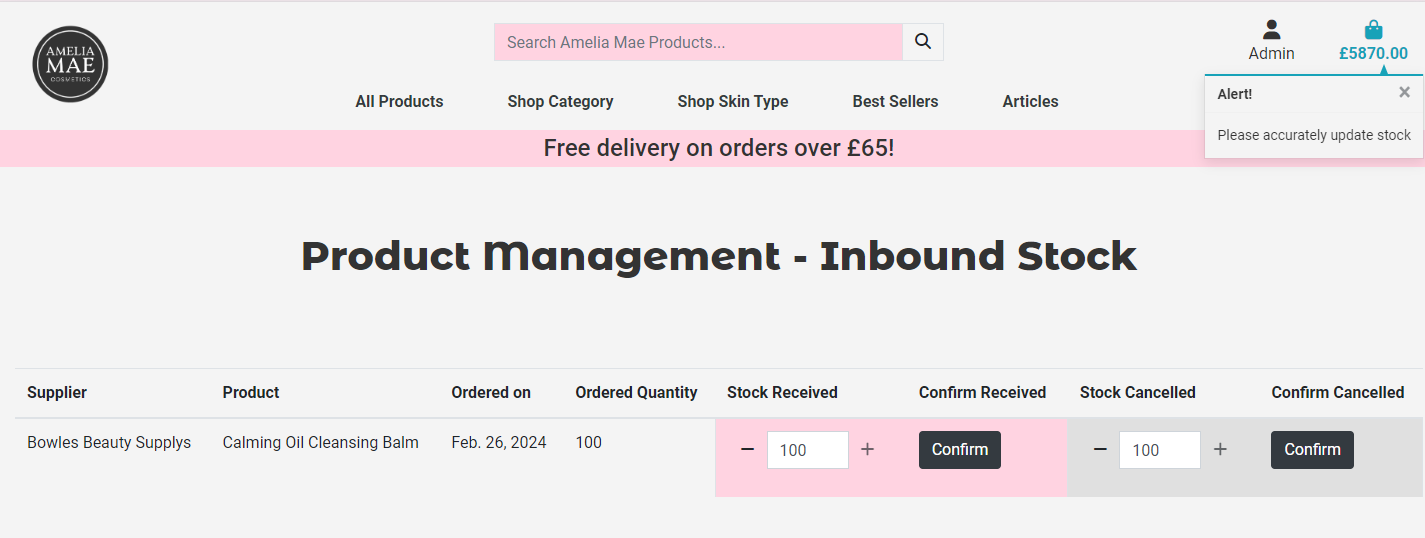 AMELIA
MAE
COSMETICS
Search Amelia Mae Products...
Admin
£5870.00
All Products
Shop Category
Shop Skin Type
Best Sellers
Articles
Alert!
×
Please accurately update stock
Free delivery on orders over £65!
Product Management - Inbound Stock
Supplier Product Ordered on Ordered Quantity Stock Received Confirm Received Stock Cancelled Confirm Cancelled
Bowles Beauty Supplys Calming Oil Cleansing Balm Feb. 26, 2024 100 − 100 + Confirm − 100 + Confirm